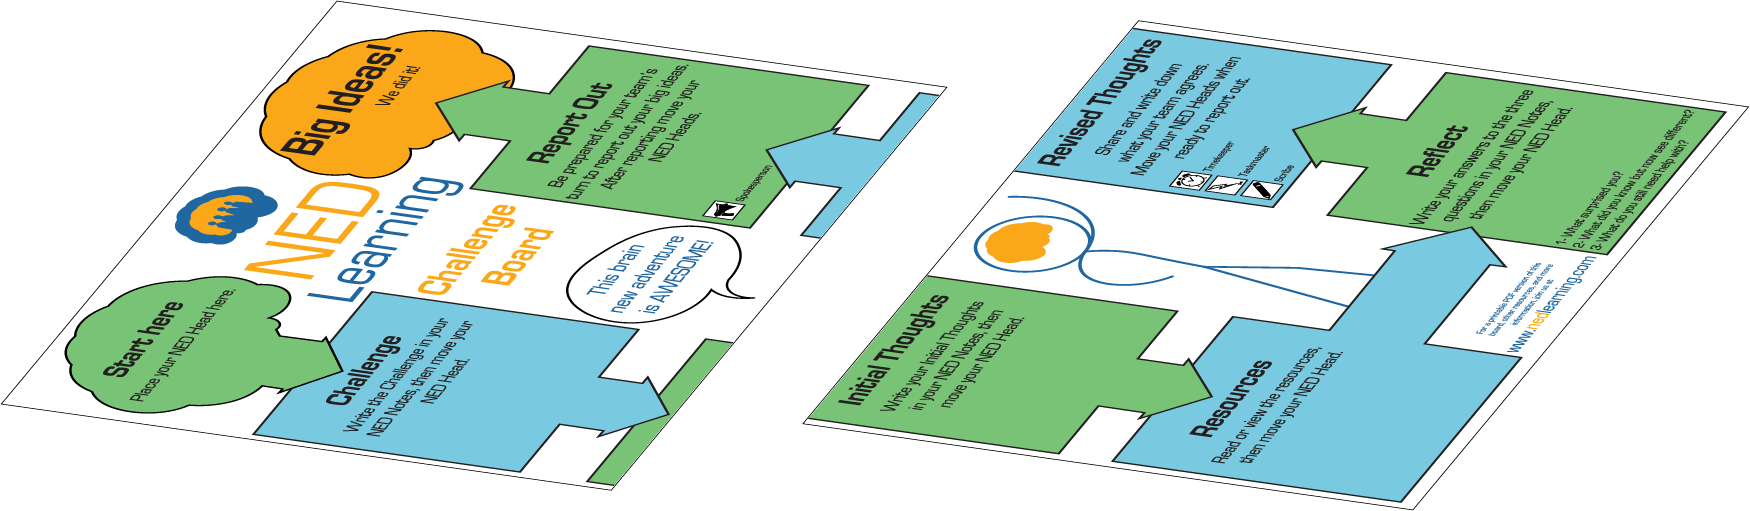 Big Ideas!
We did it!
Report Out
Be prepared for your team's
turn to report out your big ideas.
After reporting move your
NED Heads.
Spokesperson
NED
Learning
Challenge
Board
This brain
new adventure
is AWESOME!
Start here
Place your NED Head here.
Challenge
Write the Challenge in your
NED Notes, then move your
NED Head.
Revised Thoughts
Share and write down
what your team agrees.
Move your NED Heads when
ready to report out.
Timekeeper
Taskmaster
Scribe
Reflect
Write your answers to the three
questions in your NED Notes,
then move your NED Head.
1- What surprised you?
2- What did you know but now see different?
3- What do you still need help with?
Initial Thoughts
Write your Initial Thoughts
in your NED Notes, then
move your NED Head.
Resources
Read or view the resources,
then move your NED Head.
For a printable PDF version of this
board, other resources, and more
information, join us at
www.nedlearning.com